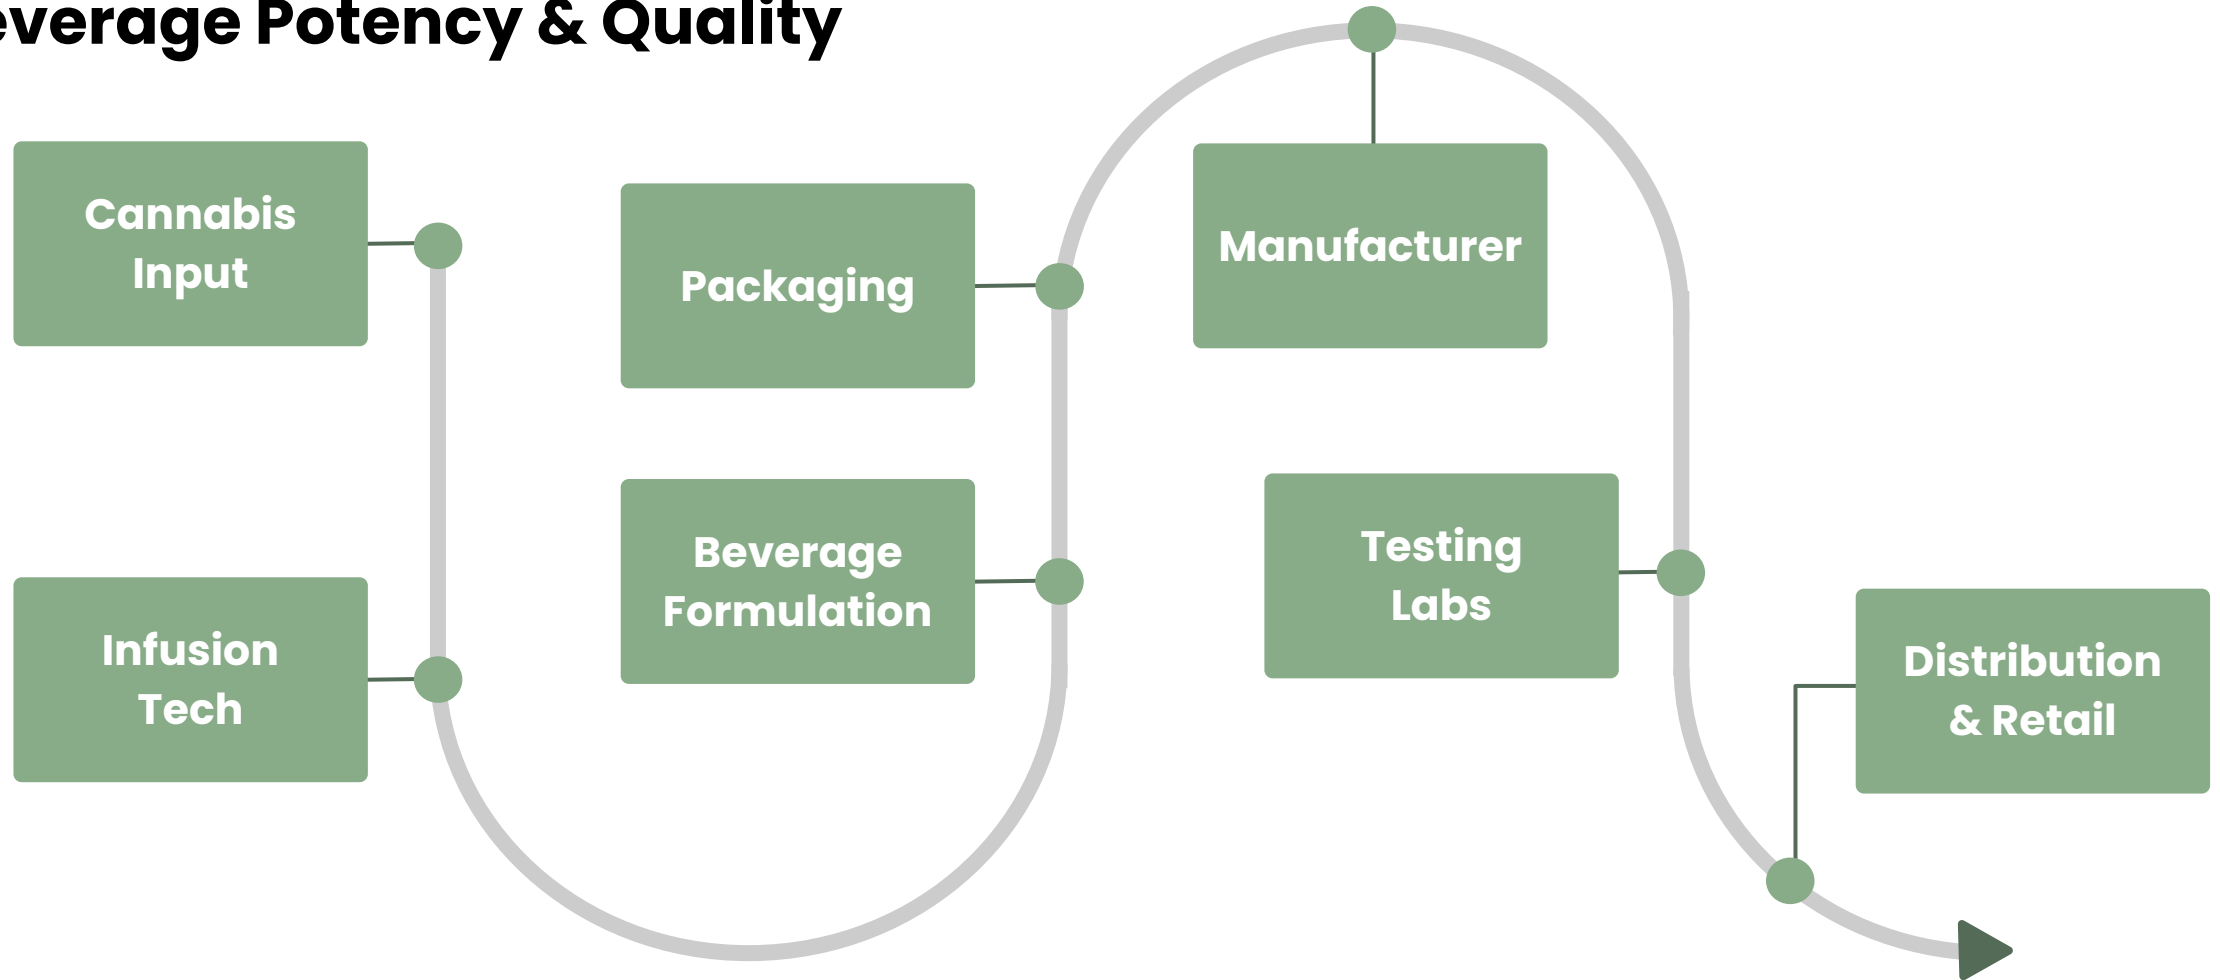 everage Potency & Quality
Cannabis
Input
Infusion
Tech
Packaging
Beverage
Formulation
Manufacturer
Testing
Labs
Distribution
& Retail